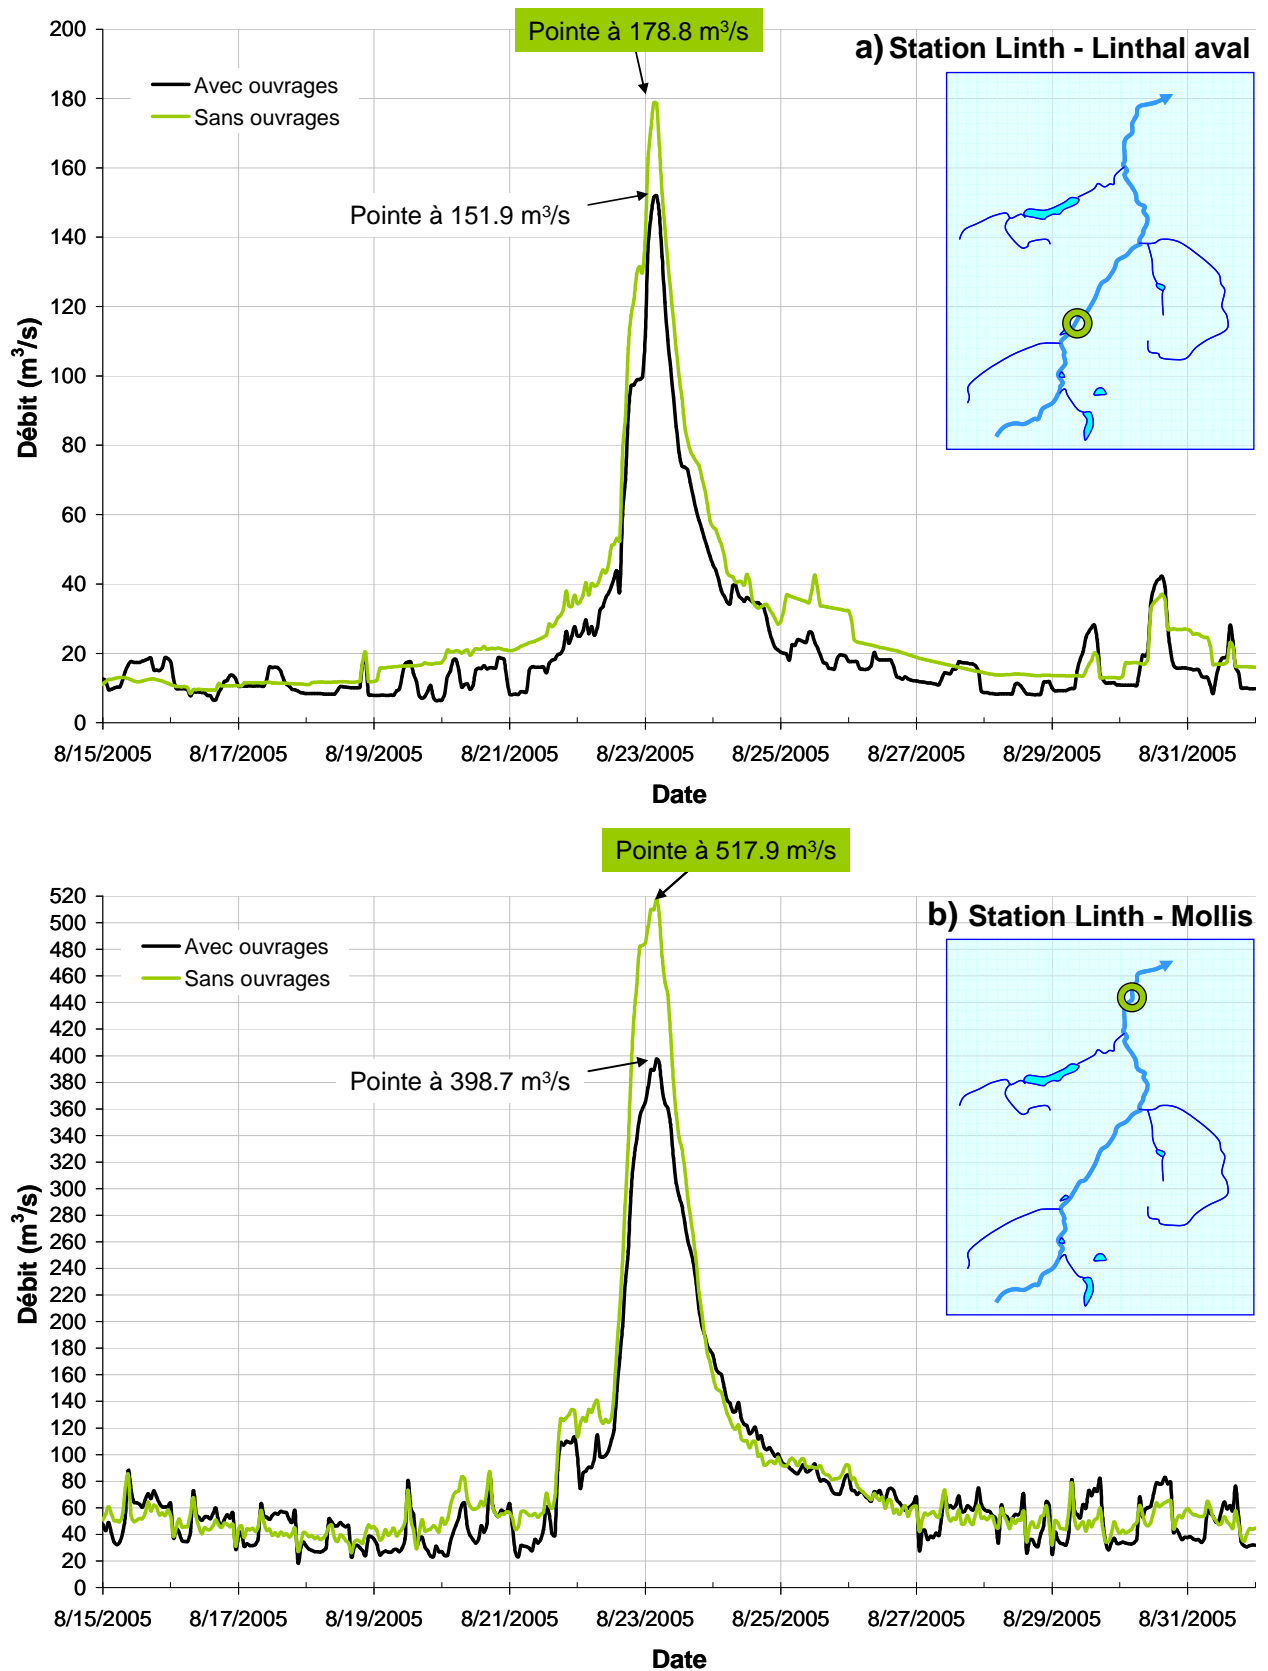 Pointe à 178.8 m³/s
a) Station Linth - Linthal aval
Avec ouvrages
Sans ouvrages
Pointe à 151.9 m³/s
200
180
160
140
120
100
80
60
40
20
0
Débit (m³/s)
8/15/2005 8/17/2005 8/19/2005 8/21/2005 8/23/2005 8/25/2005 8/27/2005 8/29/2005 8/31/2005
Date
Pointe à 517.9 m³/s
b) Station Linth - Mollis
Avec ouvrages
Sans ouvrages
Pointe à 398.7 m³/s
520
500
480
460
440
420
400
380
360
340
320
300
280
260
240
220
200
180
160
140
120
100
80
60
40
20
0
Débit (m³/s)
8/15/2005 8/17/2005 8/19/2005 8/21/2005 8/23/2005 8/25/2005 8/27/2005 8/29/2005 8/31/2005
Date